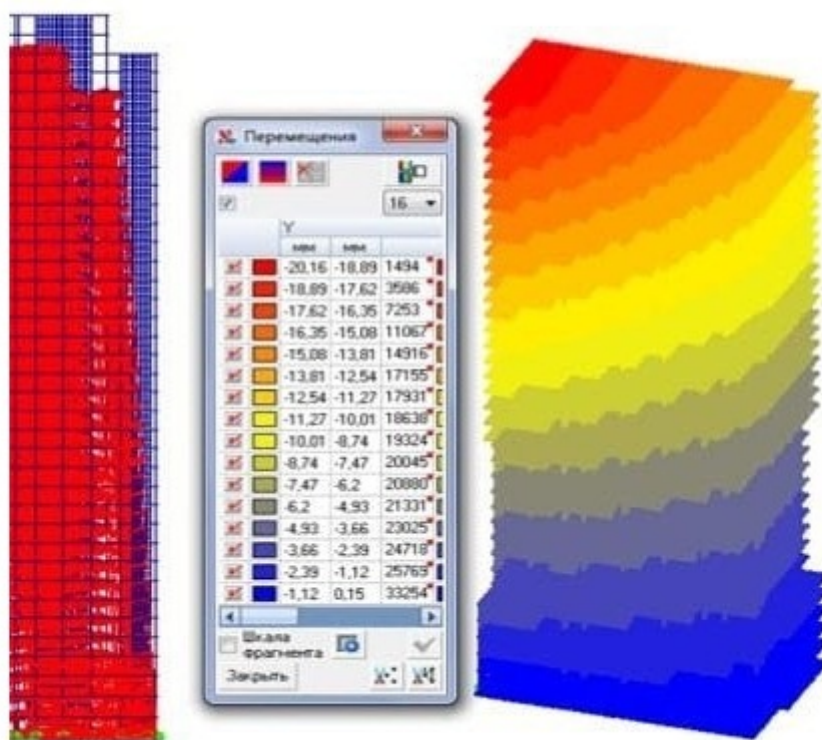 Перемещения
16
Y
мм мм
-20,16 -18,89 1494
-18,89 -17,62 3586
-17,62 -16,35 7253
-16,35 -15,08 11067
-15,08 -13,81 14916
-13,81 -12,54 17155
-12,54 -11,27 17931
-11,27 -10,01 18638
-10,01 -8,74 19324
-8,74 -7,47 20045
-7,47 -6,2 20880
-6,2 -4,93 21331
-4,93 -3,66 23025
-3,66 -2,39 24718
-2,39 -1,12 25769
-1,12 0,15 33254
Шкала
фрагмента
Закрыть